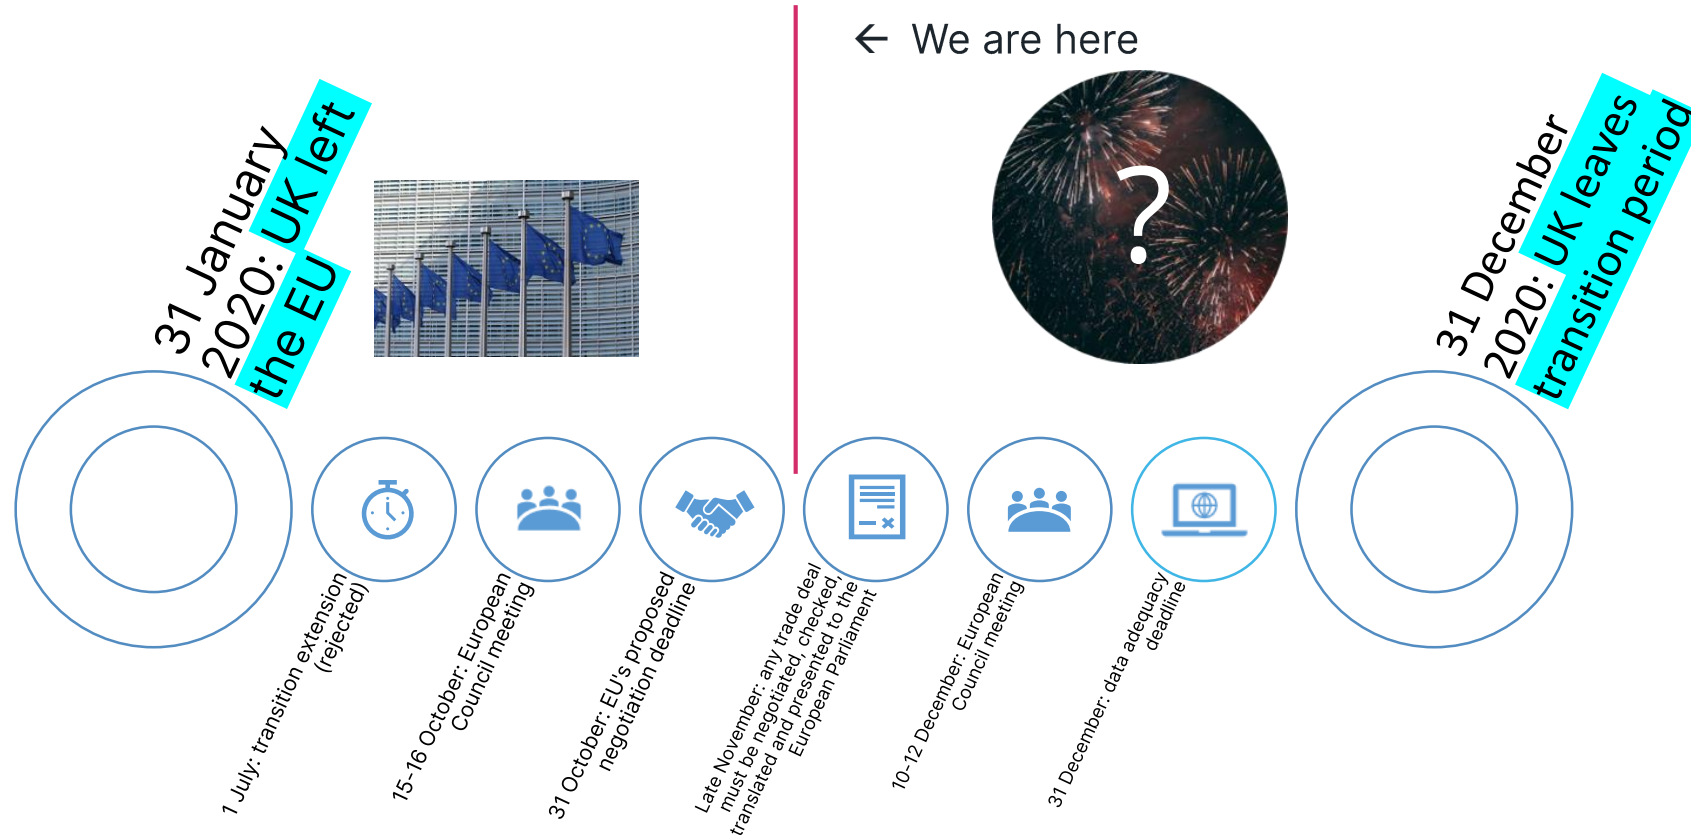 ← We are here
31 January
2020: UK left
the EU
?
31 December
2020: UK leaves
transition period
1 July: transition extension
(rejected)
15-16 October: European
Council meeting
31 October: EU's proposed
negotiation deadline
Late November: any trade deal
must be negotiated, checked,
translated and presented to the
European Parliament
10-12 December: European
Council meeting
31 December: data adequacy
deadline